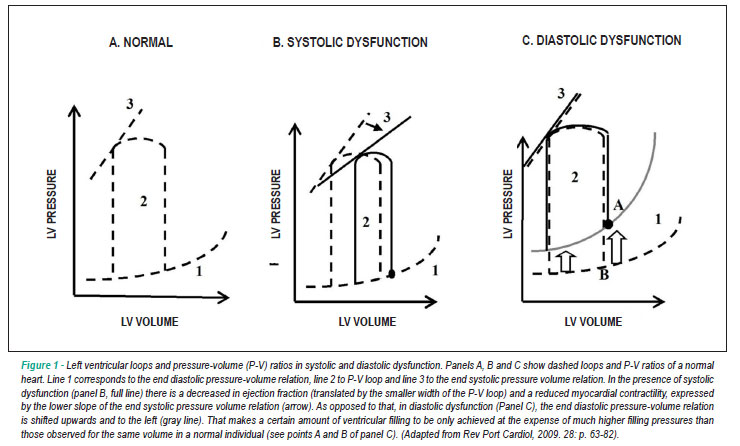 A. NORMAL
B. SYSTOLIC DYSFUNCTION
C. DIASTOLIC DYSFUNCTION
3
2
1
LV PRESSURE
LV VOLUME
3
2
1
LV PRESSURE
LV VOLUME
3
2
A
1
B
LV PRESSURE
LV VOLUME
Figure 1 - Left ventricular loops and pressure-volume (P-V) ratios in systolic and diastolic dysfunction. Panels A, B and C show dashed loops and P-V ratios of a normal
heart. Line 1 corresponds to the end diastolic pressure-volume relation, line 2 to P-V loop and line 3 to the end systolic pressure volume relation. In the presence of systolic
dysfunction (panel B, full line) there is a decreased in ejection fraction (translated by the smaller width of the P-V loop) and a reduced myocardial contractility, expressed
by the lower slope of the end systolic pressure volume relation (arrow). As opposed to that, in diastolic dysfunction (Panel C), the end diastolic pressure-volume relation
is shifted upwards and to the left (gray line). That makes a certain amount of ventricular filling to be only achieved at the expense of much higher filling pressures than
those observed for the same volume in a normal individual (see points A and B of panel C). (Adapted from Rev Port Cardiol, 2009. 28: p. 63-82).